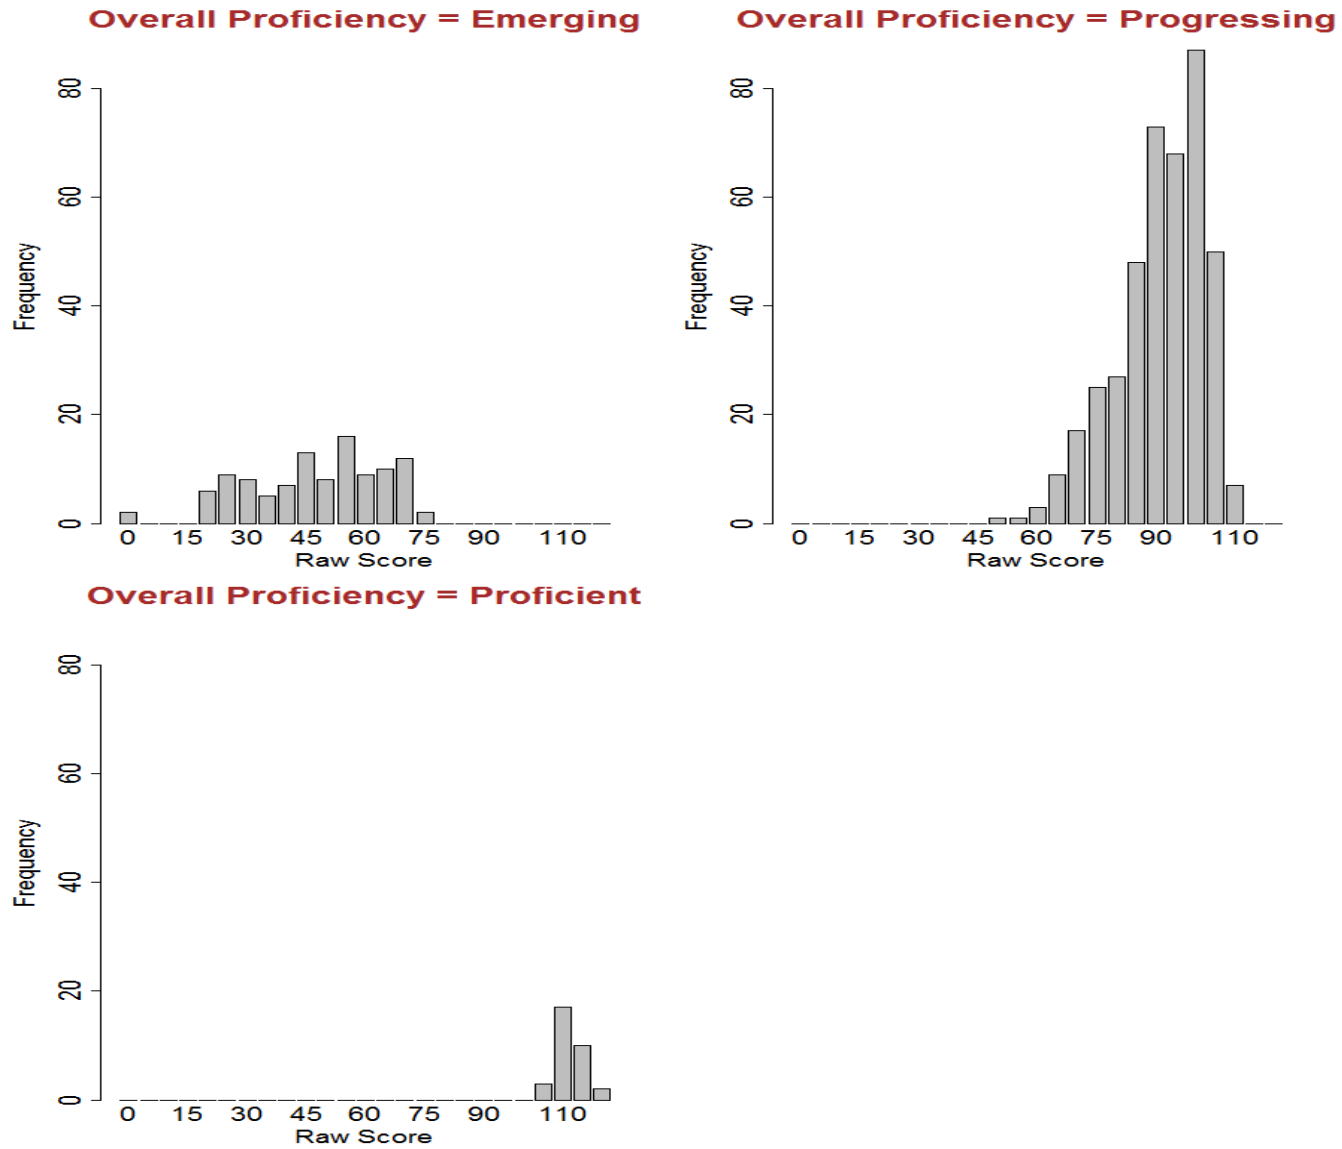 Overall Proficiency = Emerging
80
60
40
20
0
Frequency
0 15 30 45 60 75 90 110
Raw Score
Overall Proficiency = Progressing
80
60
40
20
0
Frequency
0 15 30 45 60 75 90 110
Raw Score
Overall Proficiency = Proficient
80
60
40
20
0
Frequency
0 15 30 45 60 75 90 110
Raw Score